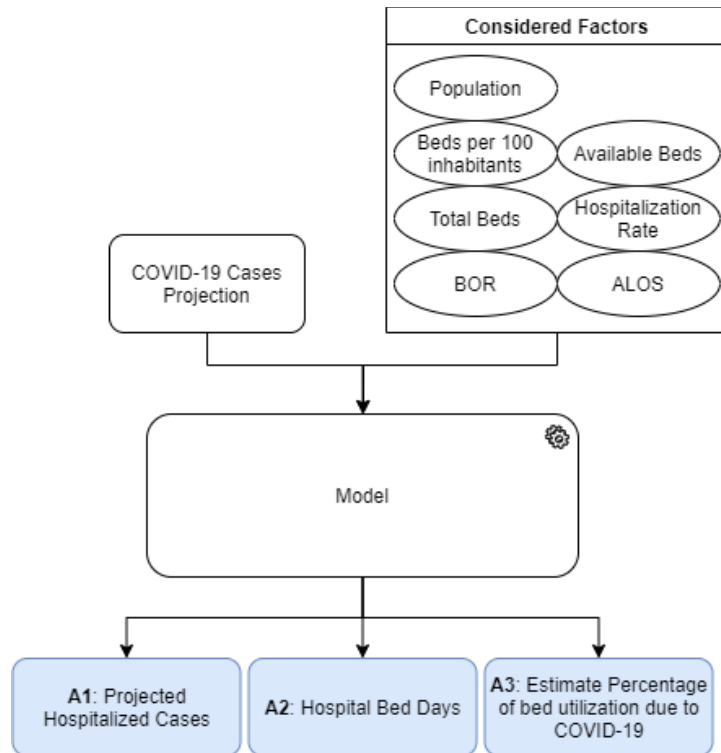 Considered Factors
Population
Beds per 100
inhabitants
Available Beds
Total Beds
Hospitalization
Rate
BOR
ALOS
COVID-19 Cases
Projection
Model
A1: Projected
Hospitalized Cases
A2: Hospital Bed Days
A3: Estimate Percentage
of bed utilization due to
COVID-19